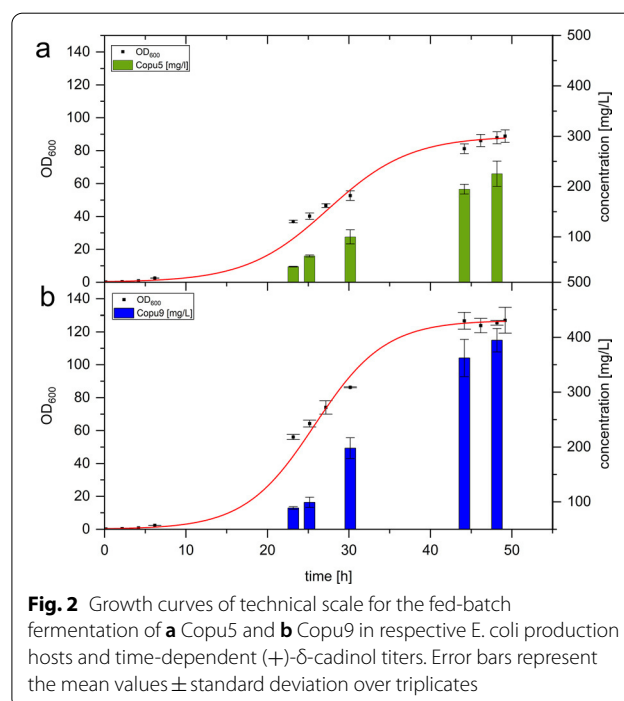 a
OD600
Copu5 [mg/l]
140
120
100
80
60
40
20
0
OD600
500
400
300
200
100
500
concentration [mg/L]
b
OD600
Copu9 [mg/L]
140
120
100
80
60
40
20
0
OD600
400
300
200
100
concentration [mg/L]
0
10
20
30
40
50
time [h]
Fig. 2 Growth curves of technical scale for the fed-batch
fermentation of a Copu5 and b Copu9 in respective E. coli production
hosts and time-dependent (+)-δ-cadinol titers. Error bars represent
the mean values ± standard deviation over triplicates